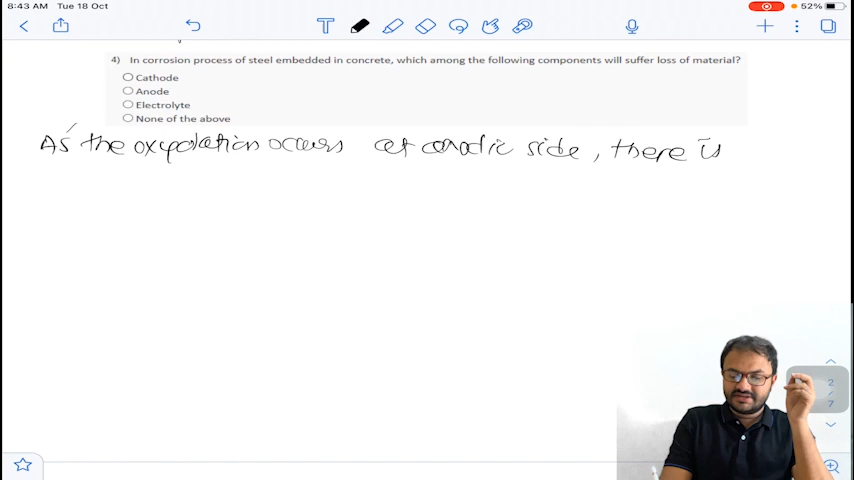 8:43 AM Tue 18 Oct
52%
4) In corrosion process of steel embedded in concrete, which among the following components will suffer loss of material?
Cathode
Anode
Electrolyte
None of the above
As the oxydation occurs at anodic side, there is
2
7